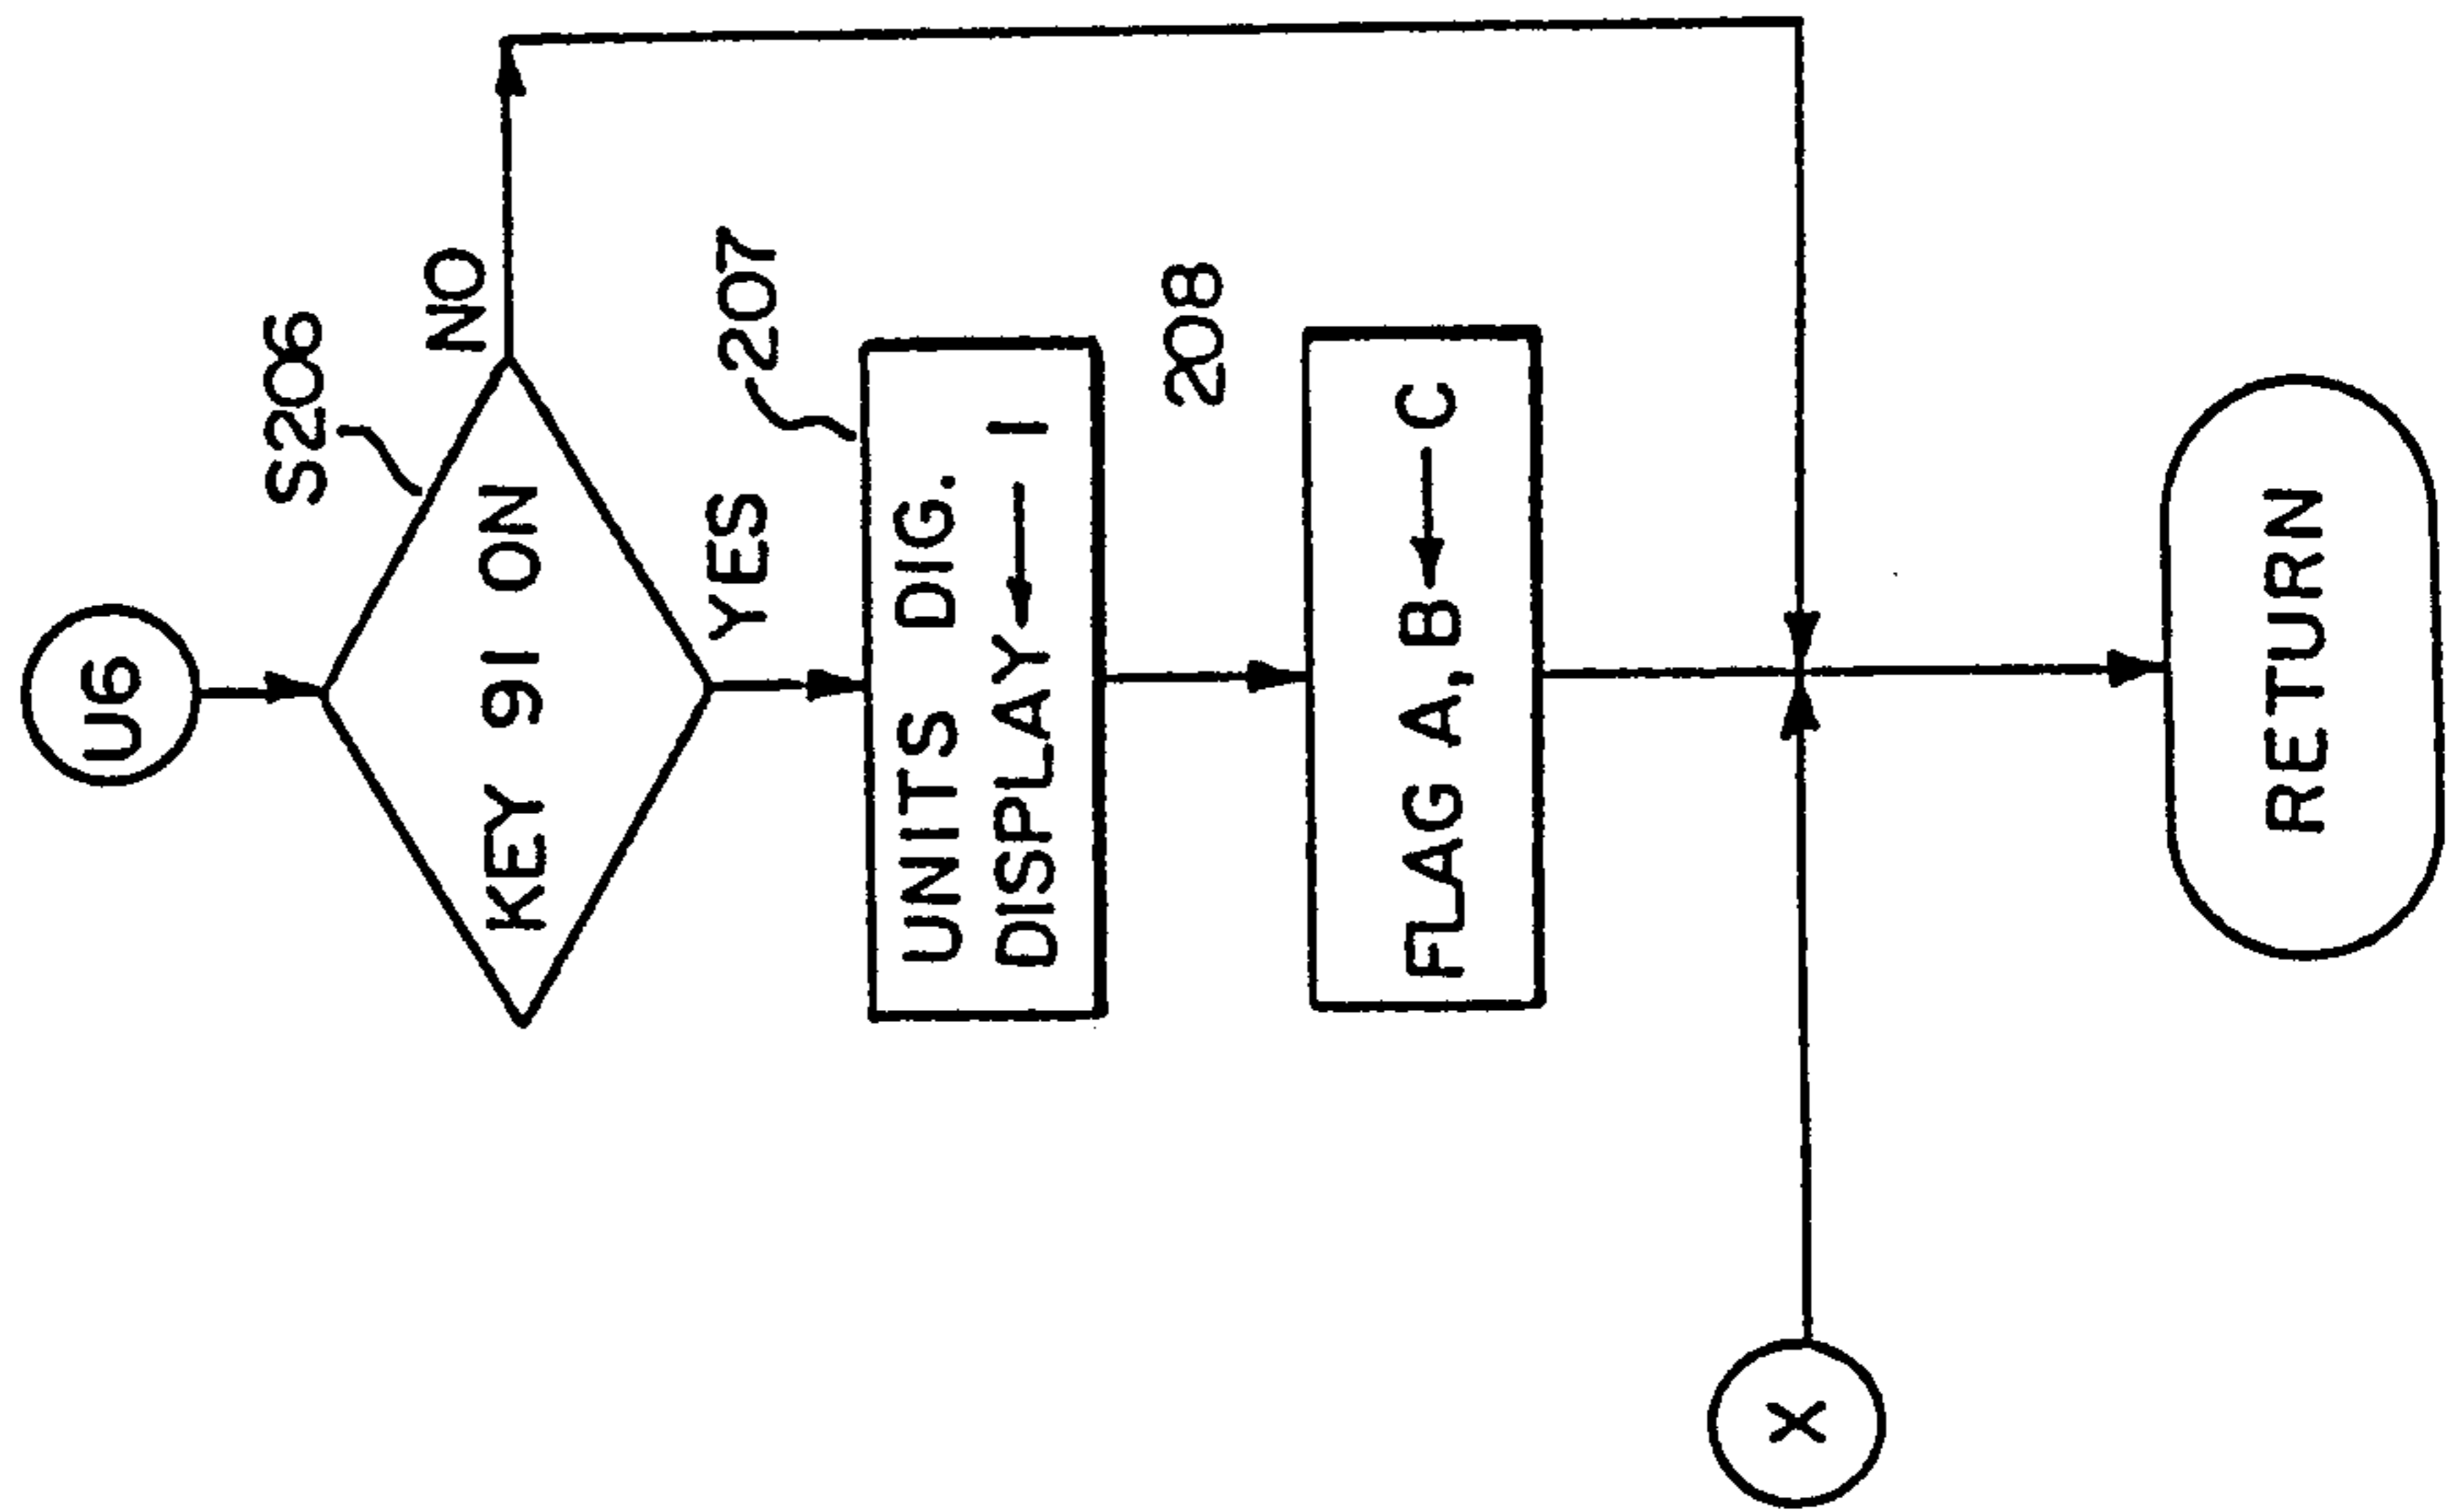 U6
S206
KEY 91 ON
NO
YES
207
UNITS DIG.
DISPLAY ← 1
208
FLAG A, B ← C
X
RETURN